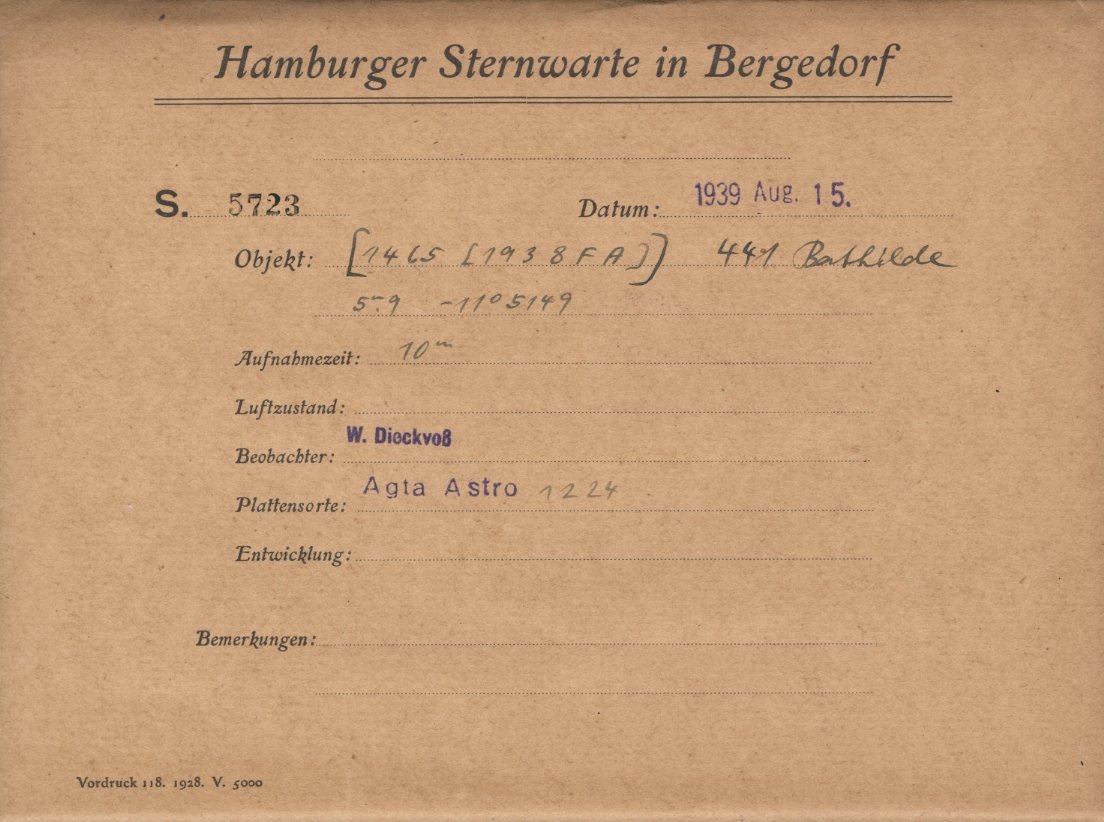 Hamburger Sternwarte in Bergedorf
S. 5723 Datum: 1939 Aug. 15.
Objekt: [1465 [1938 FA]] 441 Bathilde
5.9 -11°5149
Aufnahmezeit: 10m
Luftzustand:
Beobachter: W. Dieckvoß
Plattensorte: Agfa Astro 1224
Entwicklung:
Bemerkungen:
Vordruck 118. 1928. V. 5000